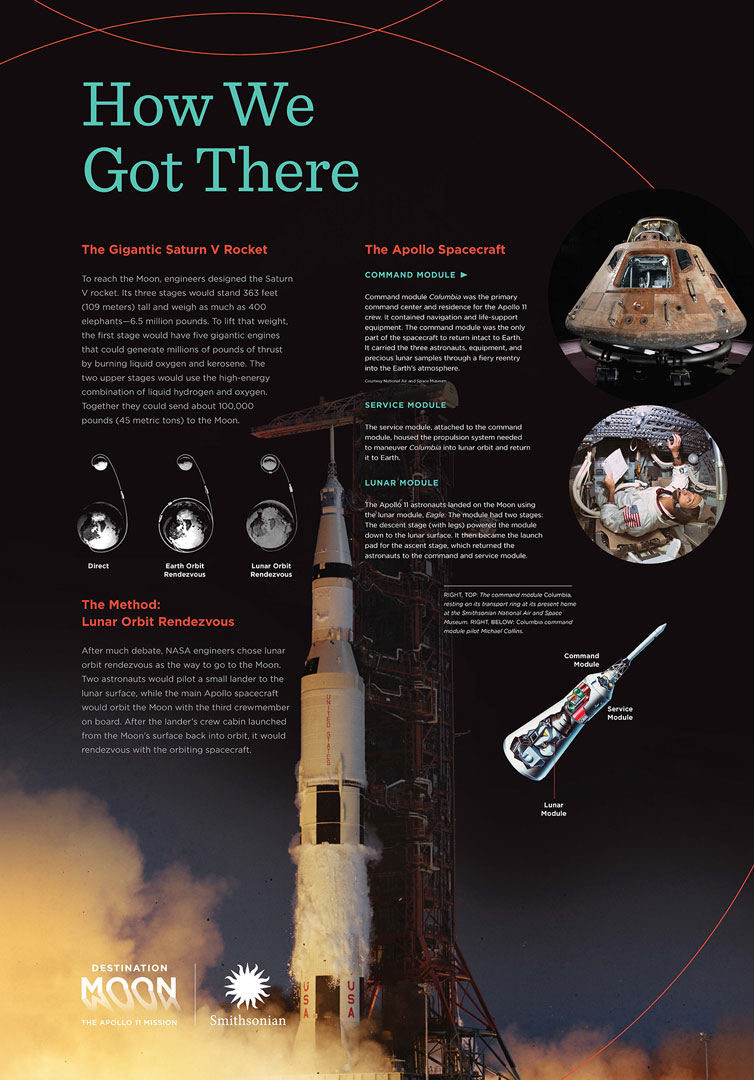 How We
Got There
The Gigantic Saturn V Rocket
To reach the Moon, engineers designed the Saturn
V rocket. Its three stages would stand 363 feet
(109 meters) tall and weigh as much as 400
elephants—6.5 million pounds. To lift that weight,
the first stage would have five gigantic engines
that could generate millions of pounds of thrust
by burning liquid oxygen and kerosene. The
two upper stages would use the high-energy
combination of liquid hydrogen and oxygen.
Together they could send about 100,000
pounds (45 metric tons) to the Moon.
Direct
Earth Orbit
Rendezvous
Lunar Orbit
Rendezvous
The Method:
Lunar Orbit Rendezvous
After much debate, NASA engineers chose lunar
orbit rendezvous as the way to go to the Moon.
Two astronauts would pilot a small lander to the
lunar surface, while the main Apollo spacecraft
would orbit the Moon with the third crewmember
on board. After the lander's crew cabin launched
from the Moon's surface back into orbit, it would
rendezvous with the orbiting spacecraft.
The Apollo Spacecraft
COMMAND MODULE ►
Command module Columbia was the primary
command center and residence for the Apollo 11
crew. It contained navigation and life-support
equipment. The command module was the only
part of the spacecraft to return intact to Earth.
It carried the three astronauts, equipment, and
precious lunar samples through a fiery reentry
into the Earth's atmosphere.
Courtesy National Air and Space Museum
SERVICE MODULE
The service module, attached to the command
module, housed the propulsion system needed
to maneuver Columbia into lunar orbit and return
it to Earth.
LUNAR MODULE
The Apollo 11 astronauts landed on the Moon using
the lunar module, Eagle. The module had two stages:
The descent stage (with legs) powered the module
down to the lunar surface. It then became the launch
pad for the ascent stage, which returned the
astronauts to the command and service module.
RIGHT, TOP: The command module Columbia,
resting on its transport ring at its present home
at the Smithsonian National Air and Space
Museum. RIGHT, BELOW: Columbia command
module pilot Michael Collins.
Command
Module
Service
Module
Lunar
Module
UNITED STATES
USA
USA
DESTINATION
MOON
THE APOLLO 11 MISSION
Smithsonian